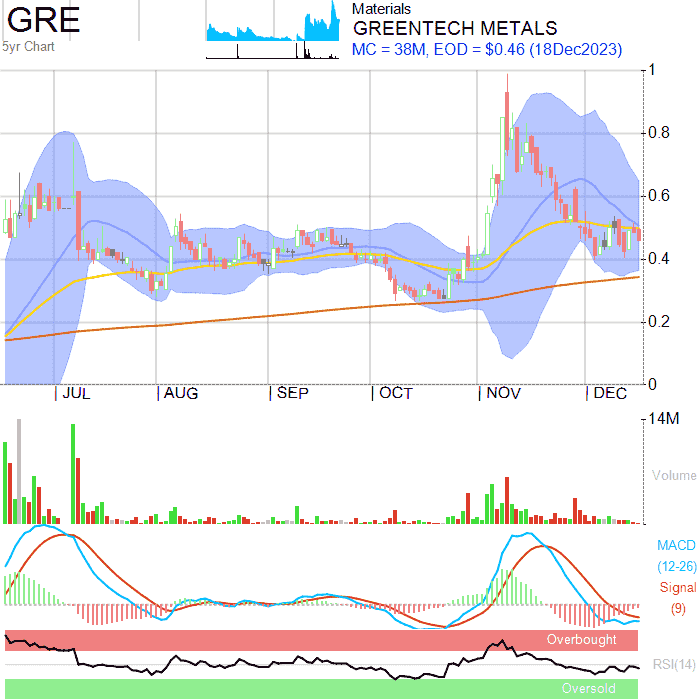 GRE
5yr Chart
Materials
GREENTECH METALS
MC = 38M, EOD = $0.46 (18Dec2023)
1
0.8
0.6
0.4
0.2
0
JUL
AUG
SEP
OCT
NOV
DEC
14M
Volume
MACD
(12-26)
Signal
(9)
Overbought
RSI(14)
Oversold